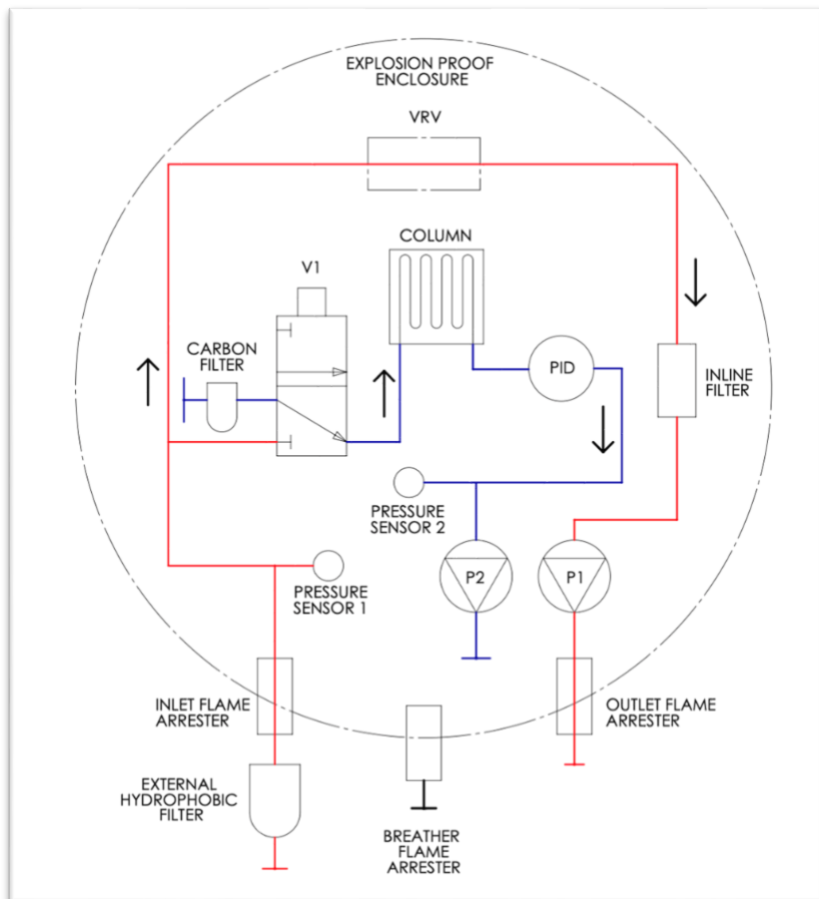 EXPLOSION PROOF
ENCLOSURE
VRV
COLUMN
V1
CARBON
FILTER
PID
INLINE
FILTER
PRESSURE
SENSOR 2
P2
P1
PRESSURE
SENSOR 1
INLET FLAME
ARRESTER
OUTLET FLAME
ARRESTER
EXTERNAL
HYDROPHOBIC
FILTER
BREATHER
FLAME
ARRESTER